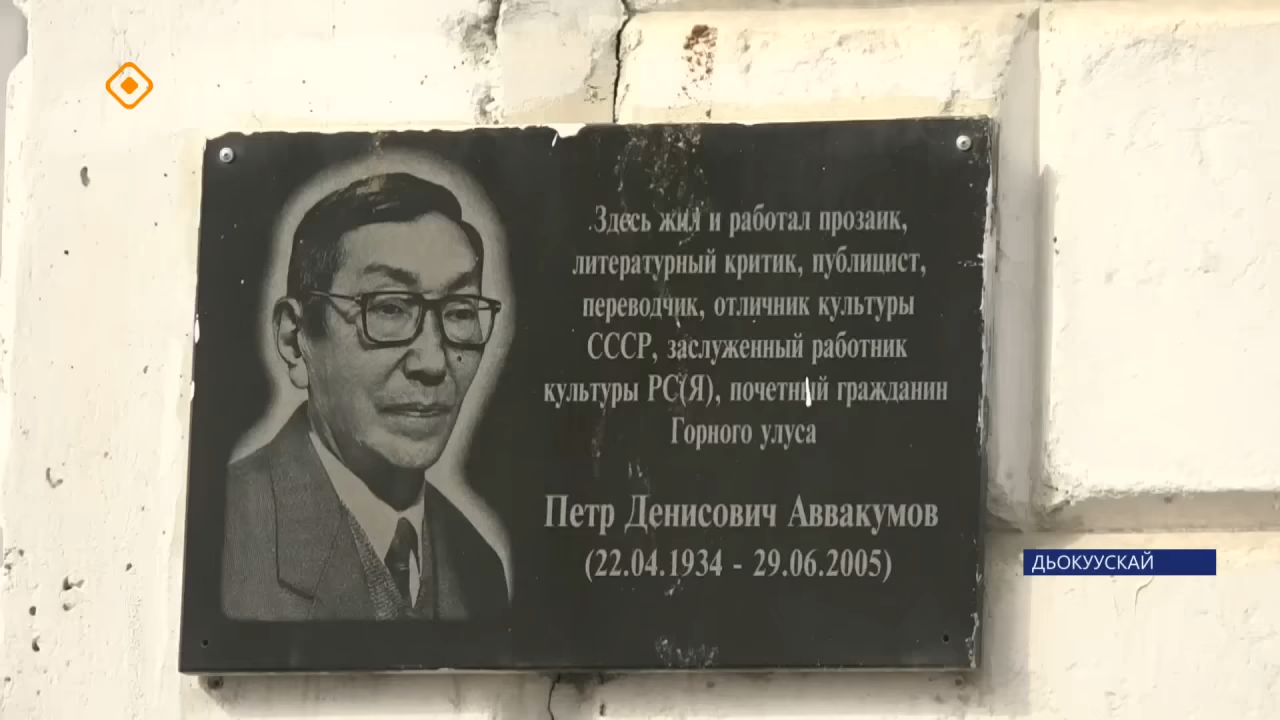 Здесь жил и работал прозаик,
литературный критик, публицист,
переводчик, отличник культуры
СССР, заслуженный работник
культуры РС(Я), почетный гражданин
Горного улуса
Петр Денисович Аввакумов
(22.04.1934 - 29.06.2005)
ДЬОКУУСКАЙ